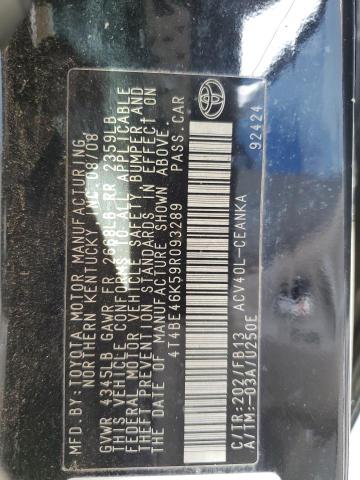 MFD.BY:TOYOTA MOTOR MANUFACTURING,
NORTHERN KENTUCKY INC. 08/08
GVWR 4345LB GAWR FR 2668LB RR 2359LB
THIS VEHICLE CONFORMS TO ALL APPLICABLE
FEDERAL MOTOR VEHICLE SAFETY, BUMPER AND
THEFT PREVENTION STANDARDS IN EFFECT ON
THE DATE OF MANUFACTURE SHOWN ABOVE.
4T4BE46K59R093289 PASS.CAR
C/TR:202/FB13 ACV40L-CEANKA
A/TM:-03A/U250E 92424